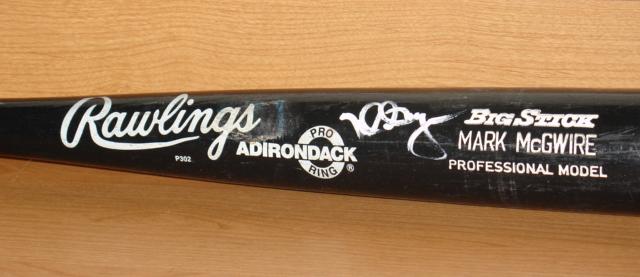 Rawlings
P302
PRO
ADIRONDACK ®
RING
BIG STICK
MARK McGWIRE
PROFESSIONAL MODEL